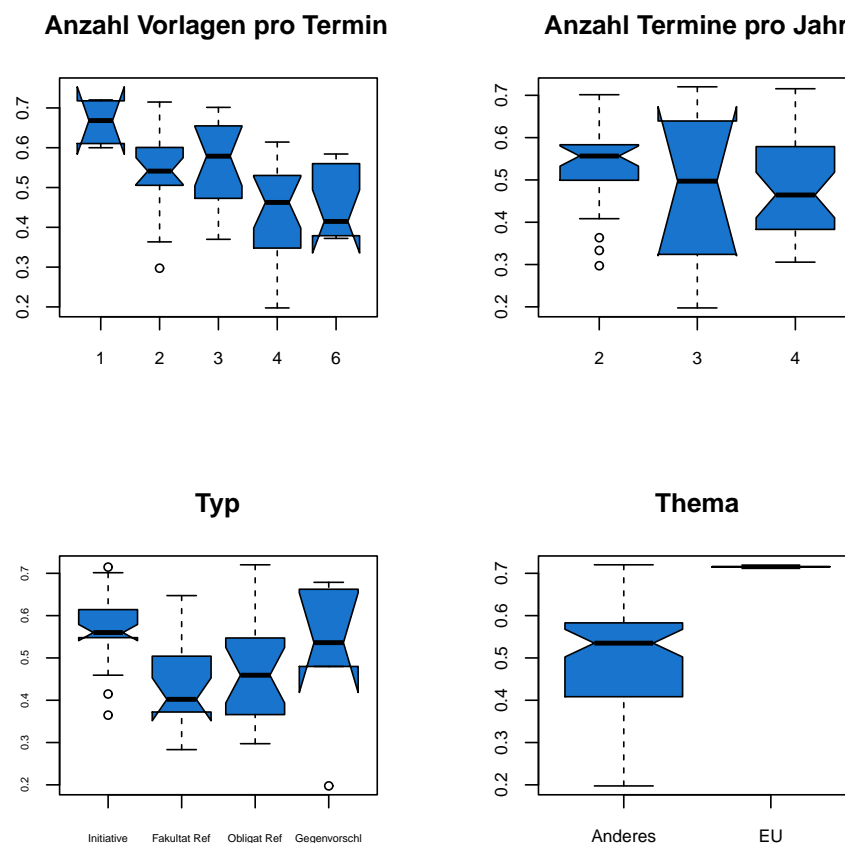 Anzahl Vorlagen pro Termin
0.2 0.3 0.4 0.5 0.6 0.7
1 2 3 4 6
Anzahl Termine pro Jahr
0.2 0.3 0.4 0.5 0.6 0.7
2 3 4
Typ
0.2 0.3 0.4 0.5 0.6 0.7
Initiative Fakultat Ref Obligat Ref Gegenvorschl
Thema
0.2 0.3 0.4 0.5 0.6 0.7
Anderes EU